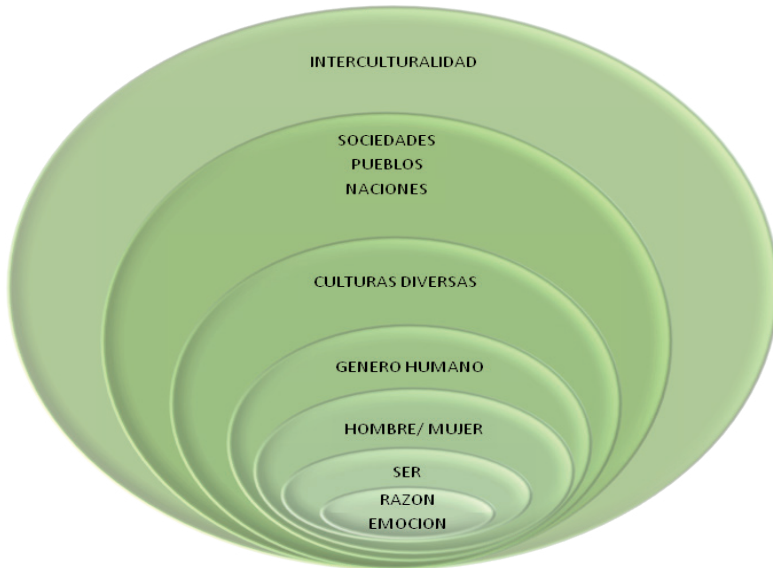 INTERCULTURALIDAD
SOCIEDADES
PUEBLOS
NACIONES
CULTURAS DIVERSAS
GENERO HUMANO
HOMBRE/ MUJER
SER
RAZON
EMOCION